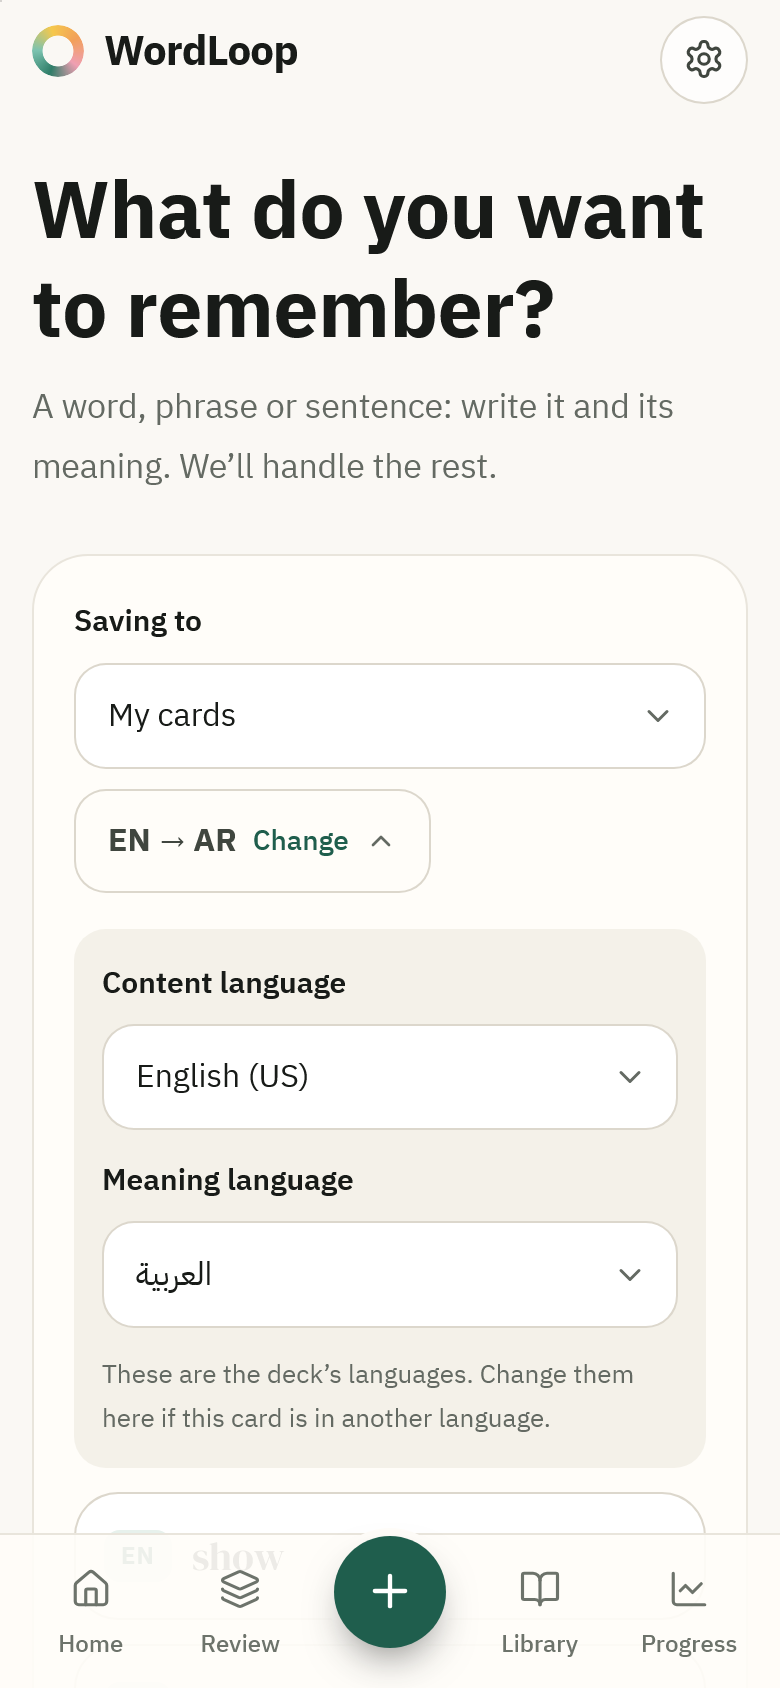 WordLoop
What do you want
to remember?
A word, phrase or sentence: write it and its
meaning. We’ll handle the rest.
Saving to
My cards
EN → AR Change
Content language
English (US)
Meaning language
العربية
These are the deck’s languages. Change them
here if this card is in another language.
EN show
Home Review Library Progress